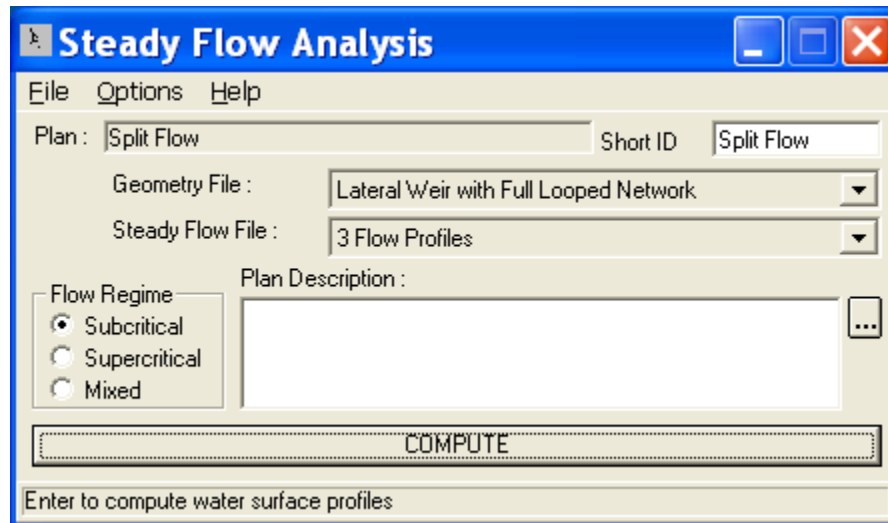 Steady Flow Analysis
File Options Help
Plan : Split Flow Short ID Split Flow
Geometry File : Lateral Weir with Full Looped Network
Steady Flow File : 3 Flow Profiles
Plan Description :
Flow Regime
Subcritical
Supercritical
Mixed
...
COMPUTE
Enter to compute water surface profiles